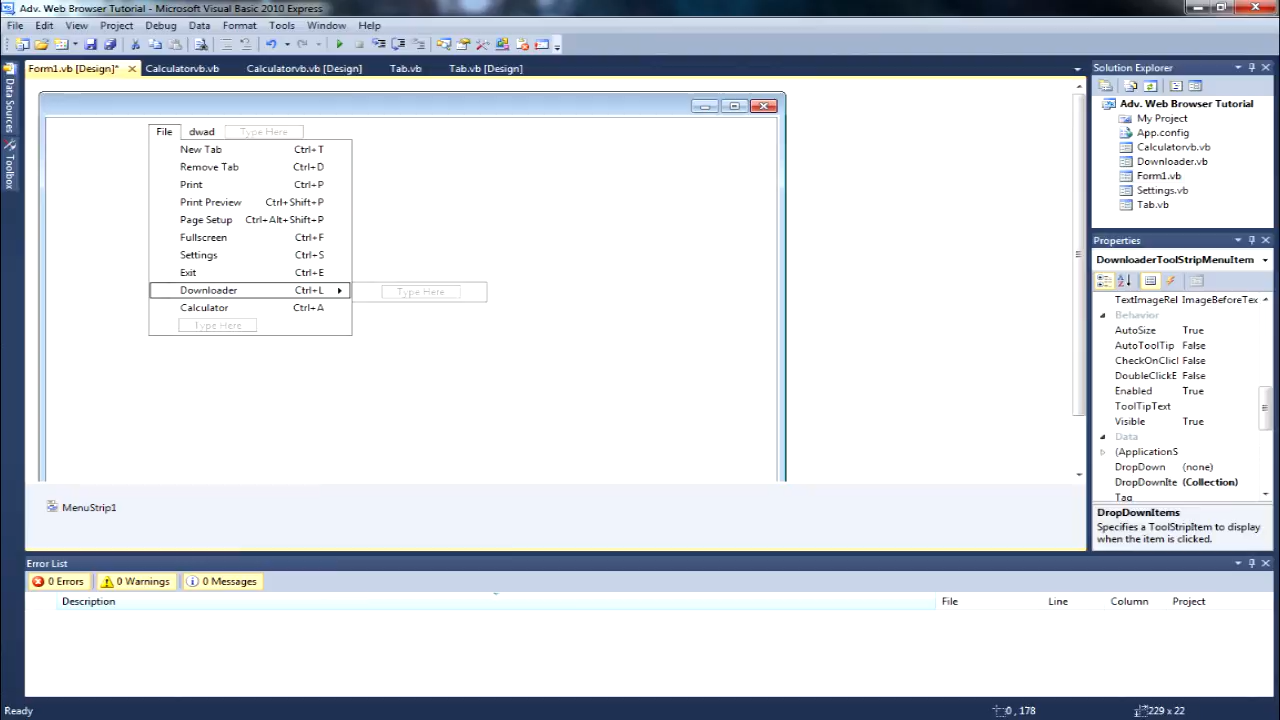 Adv. Web Browser Tutorial - Microsoft Visual Basic 2010 Express
File Edit View Project Debug Data Format Tools Window Help
Form1.vb [Design]* Calculatorvb.vb Calculatorvb.vb [Design] Tab.vb Tab.vb [Design]
Data Sources
Toolbox
File dwad Type Here
New Tab Ctrl+T
Remove Tab Ctrl+D
Print Ctrl+P
Print Preview Ctrl+Shift+P
Page Setup Ctrl+Alt+Shift+P
Fullscreen Ctrl+F
Settings Ctrl+S
Exit Ctrl+E
Downloader Ctrl+L Type Here
Calculator Ctrl+A
Type Here
MenuStrip1
Solution Explorer
Adv. Web Browser Tutorial
My Project
App.config
Calculatorvb.vb
Downloader.vb
Form1.vb
Settings.vb
Tab.vb
Properties
DownloaderToolStripMenuItem
TextImageRel ImageBeforeTex
Behavior
AutoSize True
AutoToolTip False
CheckOnClicl False
DoubleClickE False
Enabled True
ToolTipText
Visible True
Data
(ApplicationS
DropDown (none)
DropDownIte (Collection)
Tag
DropDownItems
Specifies a ToolStripItem to display
when the item is clicked.
Error List
0 Errors 0 Warnings 0 Messages
Description File Line Column Project
Ready 0 , 178 229 x 22